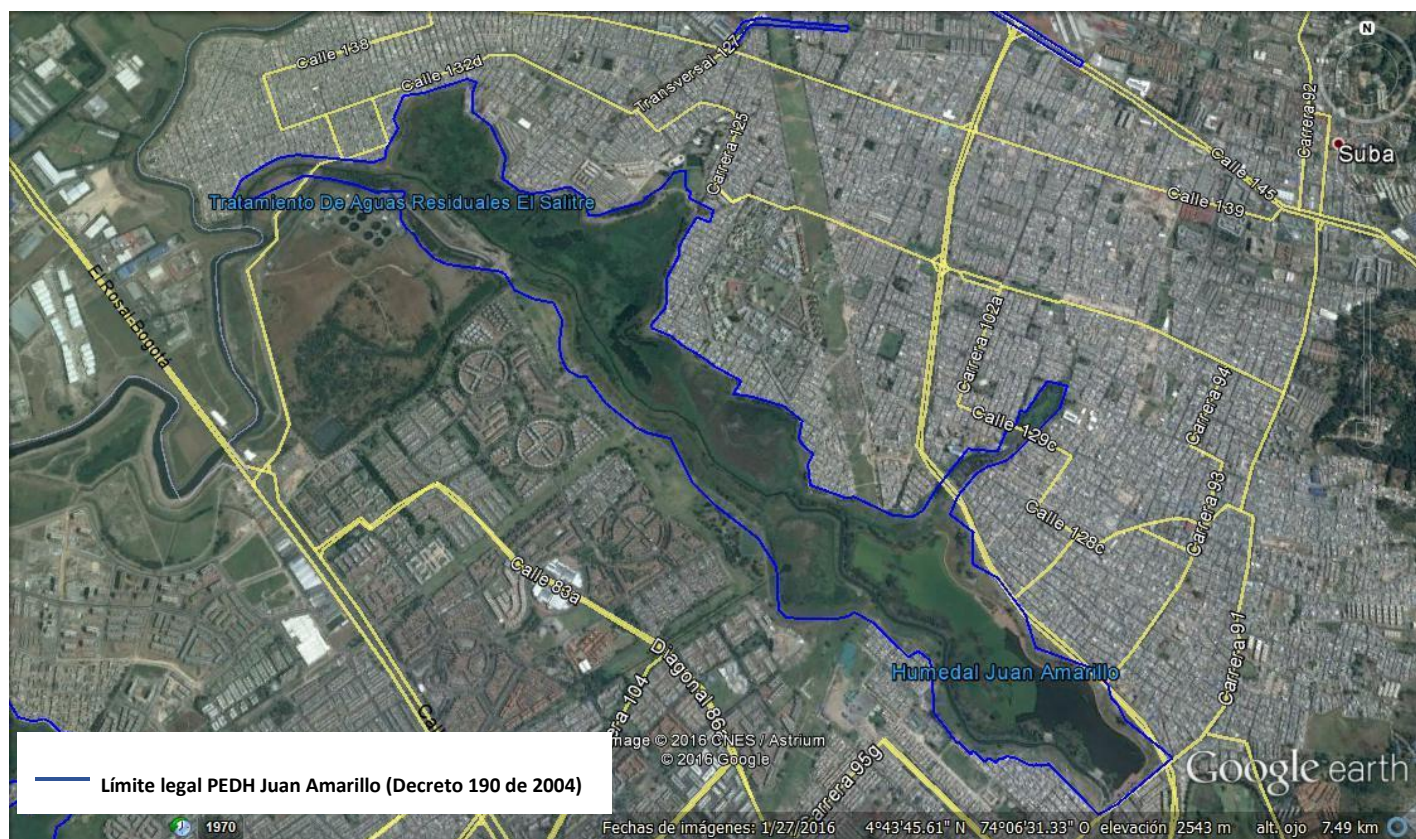 N
Calle 138
Calle 132d
Transversal 127
Carrera 92
Suba
Carrera 125
Calle 145
Calle 139
Tratamiento De Aguas Residuales El Salitre
El Rosal-Bogotá
Carrera 102a
Carrera 94
Calle 129c
Carrera 93
Calle 128c
Calle 83a
Carrera 91
Diagonal 86a
Humedal Juan Amarillo
Carrera 95g
mage © 2016 CNES / Astrium
© 2016 Google
Google earth
Límite legal PEDH Juan Amarillo (Decreto 190 de 2004)
1970
Fechas de imágenes: 1/27/2016 4°43'45.61" N 74°06'31.33" O elevación 2543 m alt. ojo 7.49 km